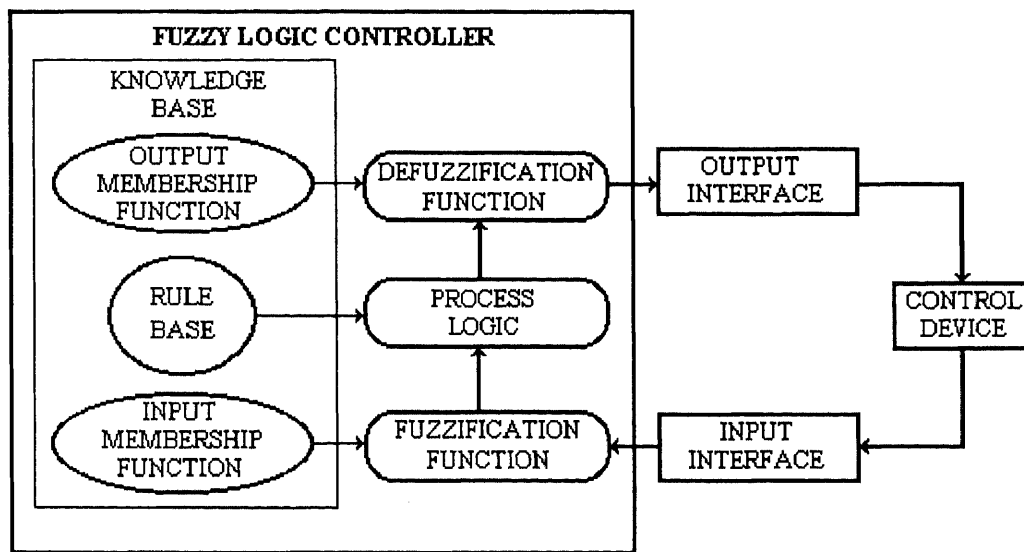 FUZZY LOGIC CONTROLLER
KNOWLEDGE
BASE
OUTPUT
MEMBERSHIP
FUNCTION
DEFUZZIFICATION
FUNCTION
OUTPUT
INTERFACE
RULE
BASE
PROCESS
LOGIC
CONTROL
DEVICE
INPUT
MEMBERSHIP
FUNCTION
FUZZIFICATION
FUNCTION
INPUT
INTERFACE